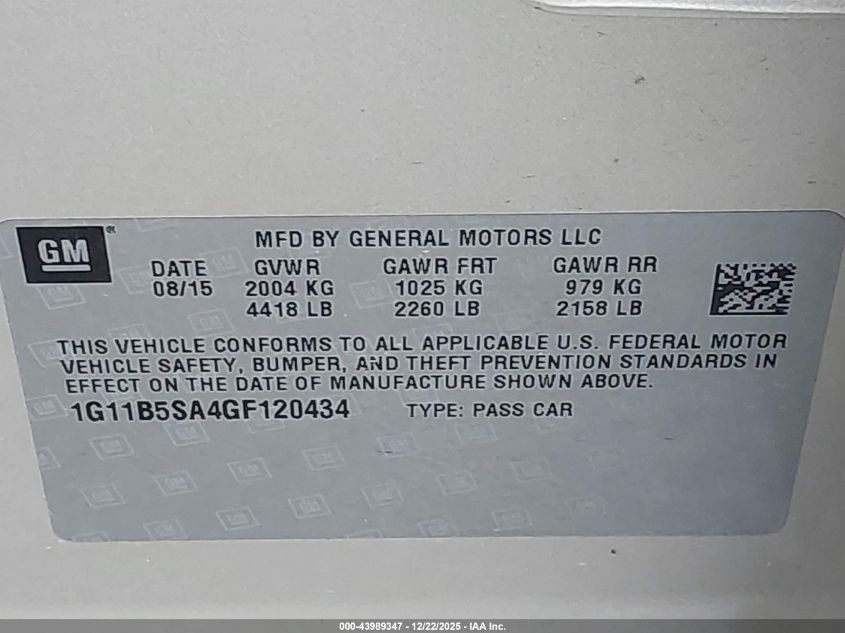 GM ®
MFD BY GENERAL MOTORS LLC
DATE GVWR GAWR FRT GAWR RR
08/15 2004 KG 1025 KG 979 KG
4418 LB 2260 LB 2158 LB
THIS VEHICLE CONFORMS TO ALL APPLICABLE U.S. FEDERAL MOTOR
VEHICLE SAFETY, BUMPER, AND THEFT PREVENTION STANDARDS IN
EFFECT ON THE DATE OF MANUFACTURE SHOWN ABOVE.
1G11B5SA4GF120434 TYPE: PASS CAR
000-43989347 - 12/22/2025 - IAA Inc.